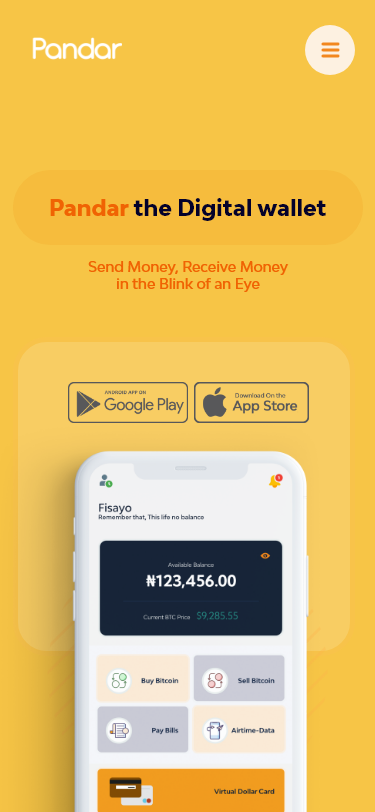 Pandar
Pandar the Digital wallet
Send Money, Receive Money
in the Blink of an Eye
ANDROID APP ON
Google Play
Download On the
App Store
Fisayo
Remember that, This life no balance
Available Balance
₦123,456.00
Current BTC Price $9,285.55
Buy Bitcoin
Sell Bitcoin
Pay Bills
Airtime-Data
Virtual Dollar Card